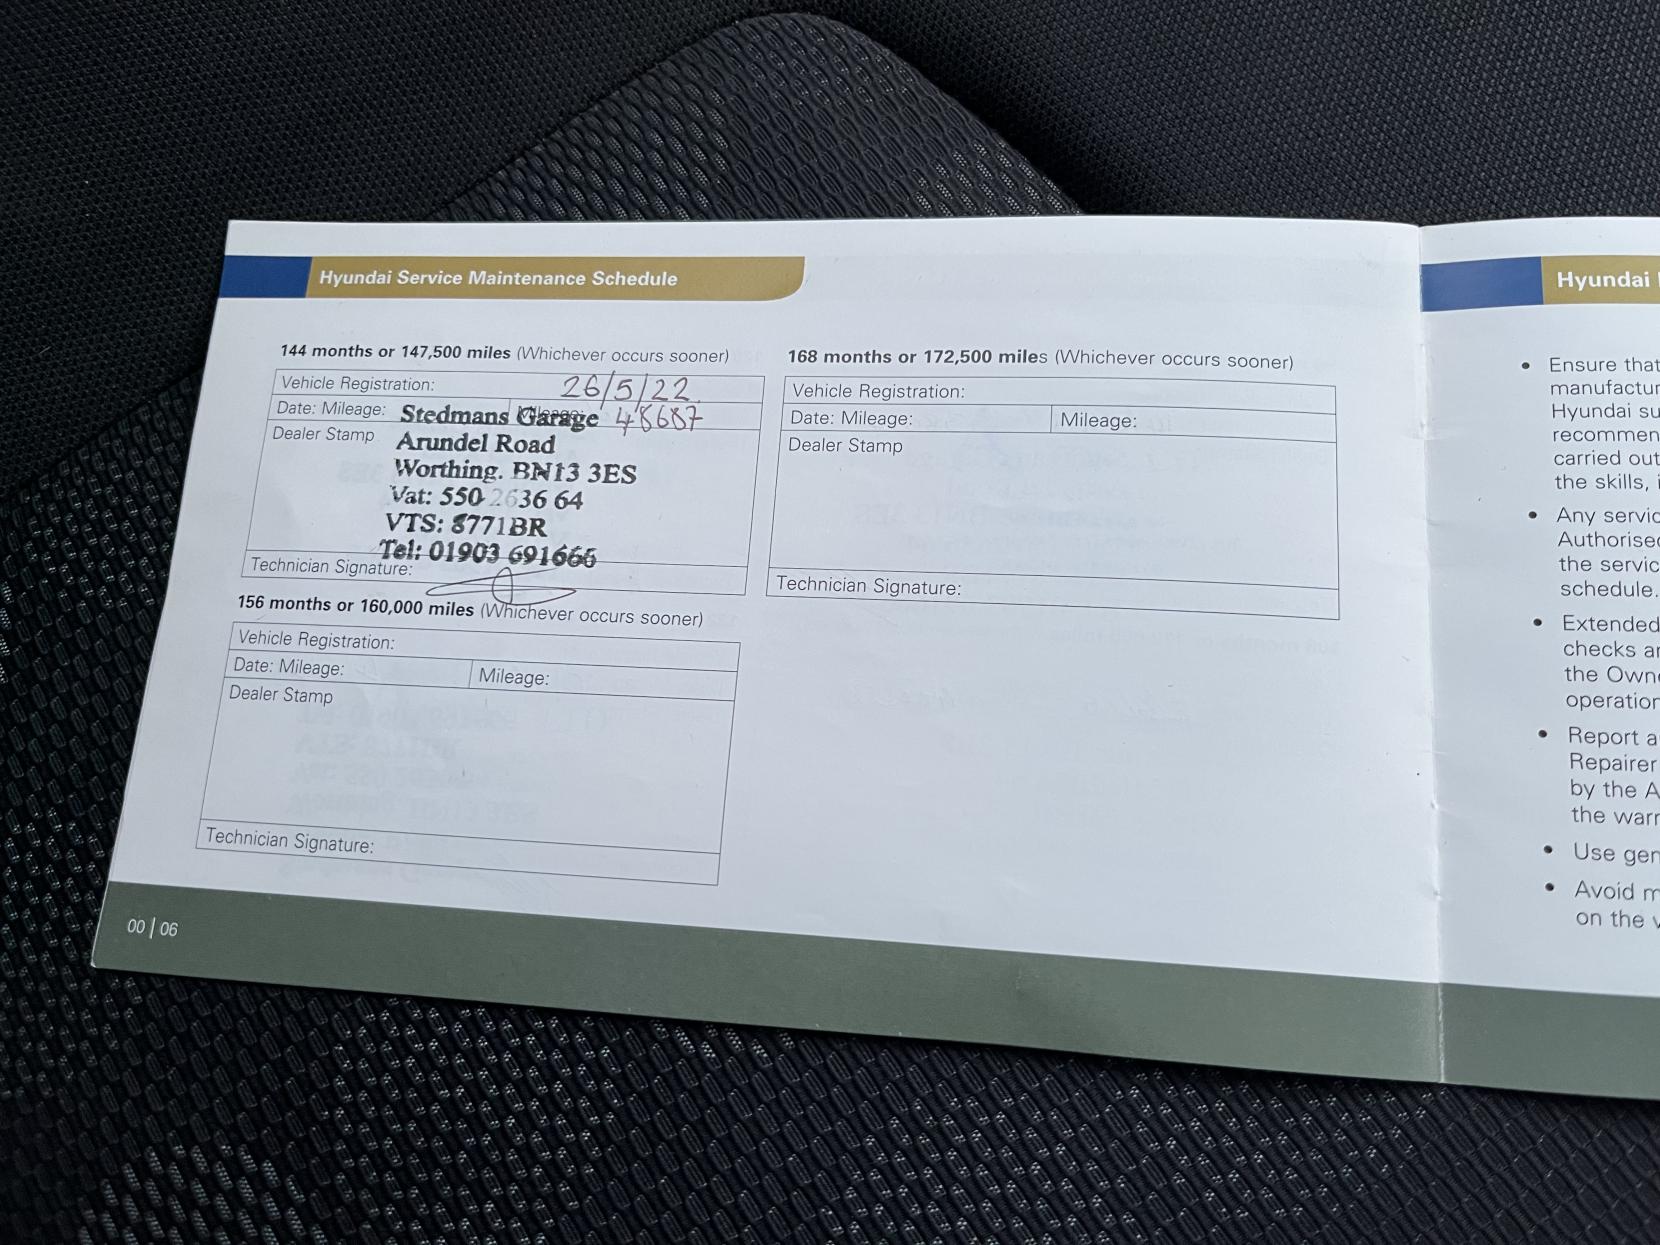 Hyundai Service Maintenance Schedule
144 months or 147,500 miles (Whichever occurs sooner)
Vehicle Registration: 26/5/22
Date: Mileage: Mileage: 48687
Dealer Stamp
Stedmans Garage
Arundel Road
Worthing. BN13 3ES
Vat: 550 2636 64
VTS: 8771BR
Tel: 01903 691666
Technician Signature:
156 months or 160,000 miles (Whichever occurs sooner)
Vehicle Registration:
Date: Mileage: Mileage:
Dealer Stamp
Technician Signature:
168 months or 172,500 miles (Whichever occurs sooner)
Vehicle Registration:
Date: Mileage: Mileage:
Dealer Stamp
Technician Signature:
00 | 06
Hyundai
• Ensure that
manufactur
Hyundai su
recommen
carried out
the skills, i
• Any servic
Authorised
the servic
schedule.
• Extended
checks a
the Own
operation
• Report a
Repairer
by the A
the warr
• Use gen
• Avoid m
on the v